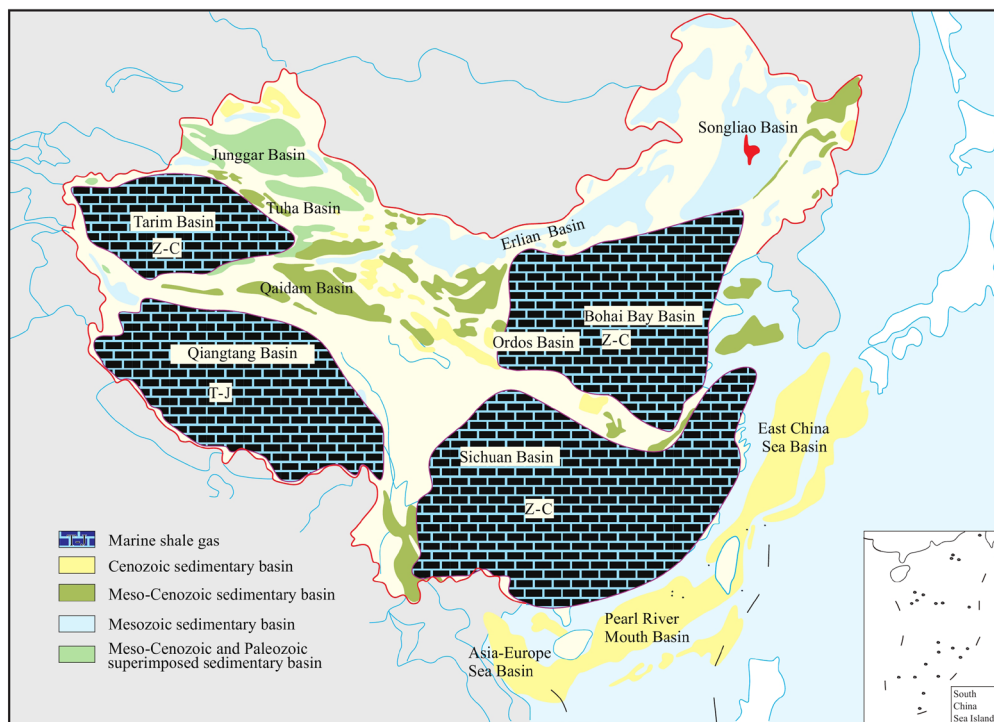 Songliao Basin
Junggar Basin
Tuha Basin
Tarim Basin
Z-C
Erlian Basin
Qaidam Basin
Bohai Bay Basin
Ordos Basin
Z-C
Qiangtang Basin
T-J
East China
Sea Basin
Sichuan Basin
Z-C
Marine shale gas
Cenozoic sedimentary basin
Meso-Cenozoic sedimentary basin
Mesozoic sedimentary basin
Meso-Cenozoic and Paleozoic
superimposed sedimentary basin
Pearl River
Mouth Basin
Asia-Europe
Sea Basin
South
China
Sea Island